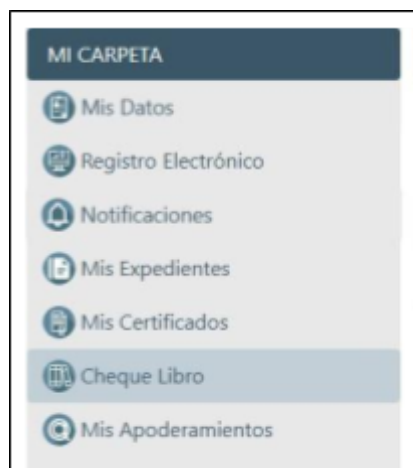 MI CARPETA
Mis Datos
Registro Electrónico
Notificaciones
Mis Expedientes
Mis Certificados
Cheque Libro
Mis Apoderamientos